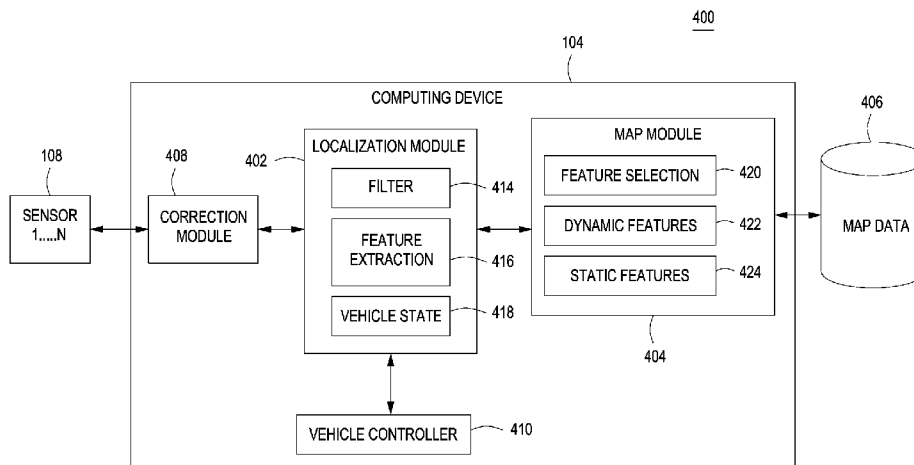 400
104
COMPUTING DEVICE
406
402
LOCALIZATION MODULE
MAP MODULE
108
408
FILTER
414
FEATURE SELECTION
420
SENSOR
1.....N
CORRECTION
MODULE
FEATURE
EXTRACTION
416
DYNAMIC FEATURES
422
MAP DATA
STATIC FEATURES
424
VEHICLE STATE
418
404
VEHICLE CONTROLLER
410